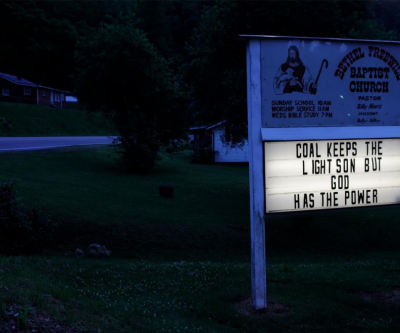 BETHEL FREEWILL
BAPTIST
CHURCH
PASTOR
SUNDAY SCHOOL 10AM
WORSHIP SERVICE 11AM
WEDS BIBLE STUDY 7PM
COAL KEEPS THE
LIGHTS ON BUT
GOD
HAS THE POWER